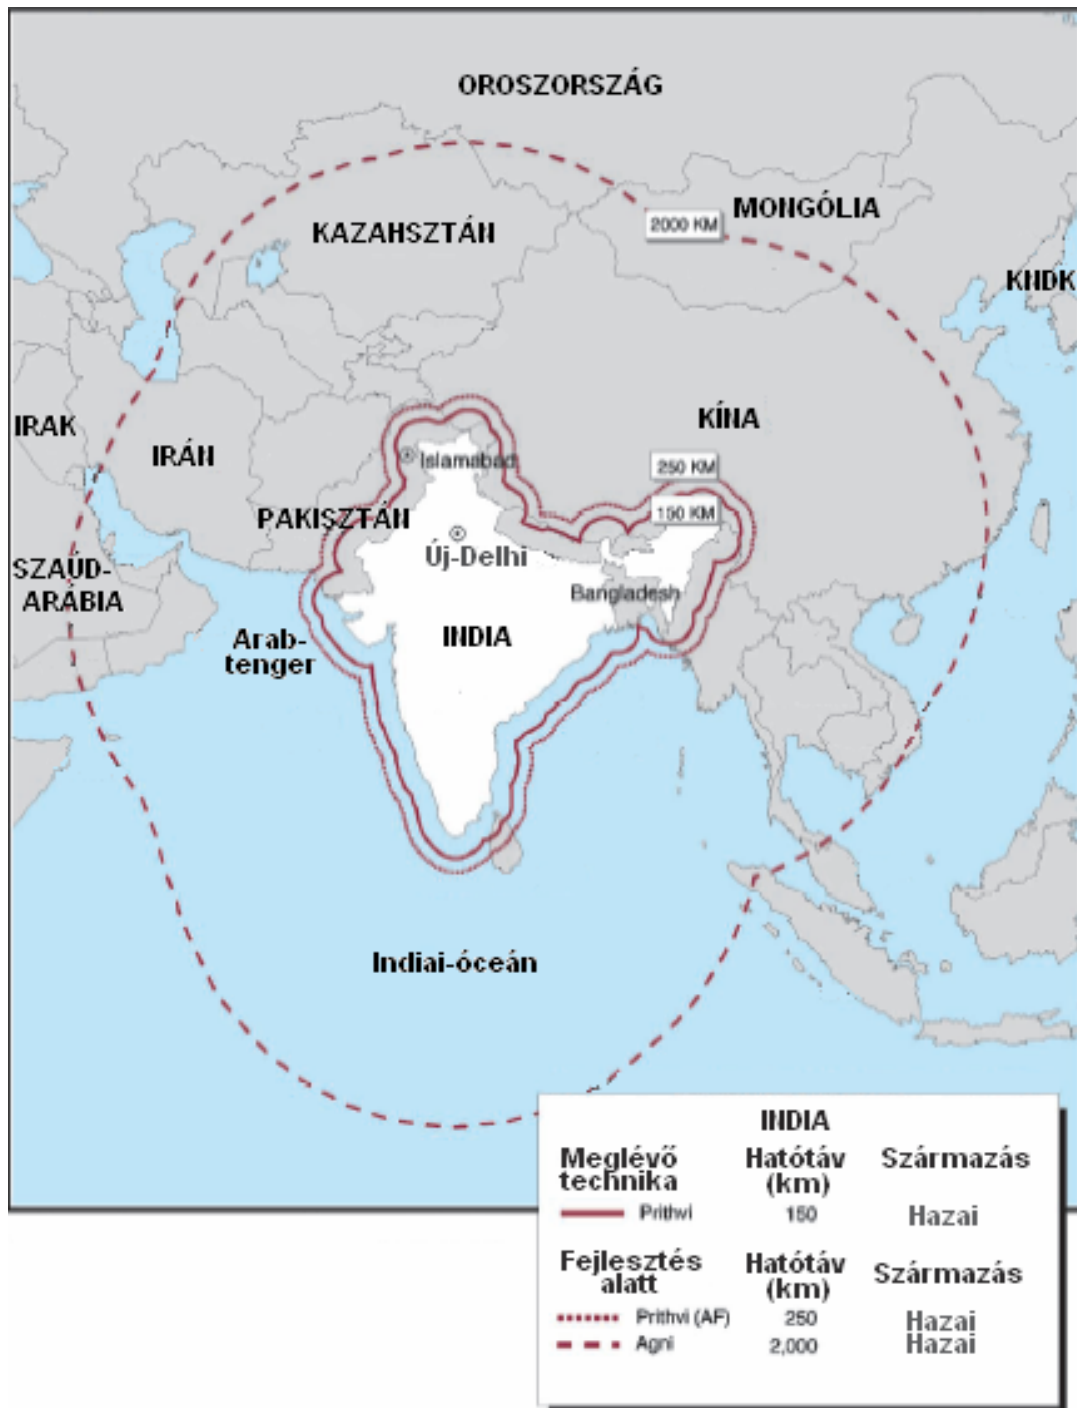 OROSZORSZÁG
MONGÓLIA
2000 KM
KAZAHSZTÁN
KNDK
IRAK
IRÁN
KÍNA
Islamabad
250 KM
150 KM
PAKISZTÁN
Új-Delhi
SZAÚD-
ARÁBIA
Bangladesh
Arab-
tenger
INDIA
Indiai-óceán
INDIA
Meglévő
technika
Hatótáv
(km)
Származás
Prithvi 150 Hazai
Fejlesztés
alatt
Hatótáv
(km)
Származás
Prithvi (AF) 250 Hazai
Agni 2,000 Hazai